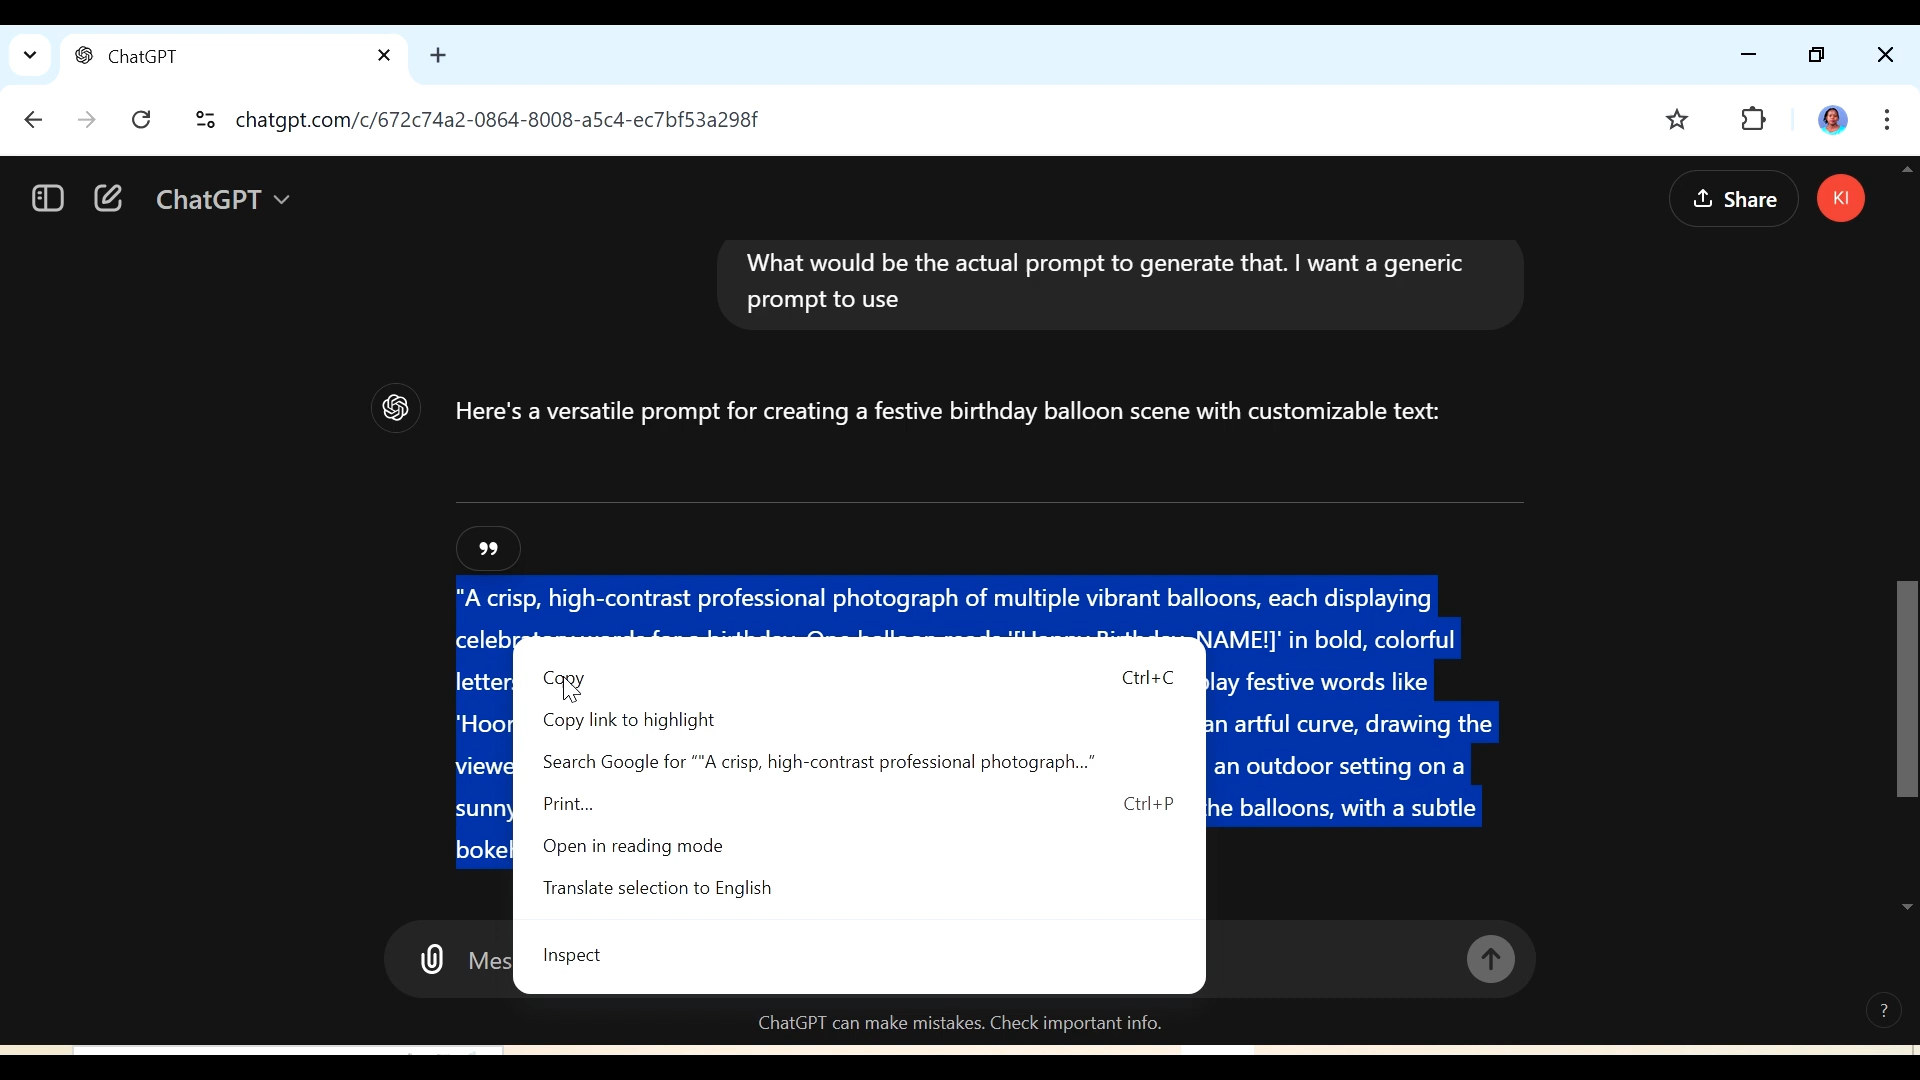 ChatGPT
chatgpt.com/c/672c74a2-0864-8008-a5c4-ec7bf53a298f
ChatGPT
Share
KI
What would be the actual prompt to generate that. I want a generic
prompt to use
Here's a versatile prompt for creating a festive birthday balloon scene with customizable text:
"A crisp, high-contrast professional photograph of multiple vibrant balloons, each displaying
NAME!]' in bold, colorful
play festive words like
an artful curve, drawing the
an outdoor setting on a
the balloons, with a subtle
Copy Ctrl+C
Copy link to highlight
Search Google for ""A crisp, high-contrast professional photograph..."
Print... Ctrl+P
Open in reading mode
Translate selection to English
Inspect
ChatGPT can make mistakes. Check important info.
?